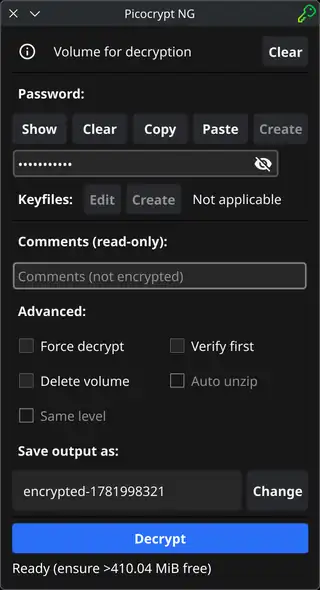 Picocrypt NG
Volume for decryption Clear
Password:
Show Clear Copy Paste Create
•••••••••••
Keyfiles: Edit Create Not applicable
Comments (read-only):
Comments (not encrypted)
Advanced:
Force decrypt Verify first
Delete volume Auto unzip
Same level
Save output as:
encrypted-1781998321 Change
Decrypt
Ready (ensure >410.04 MiB free)